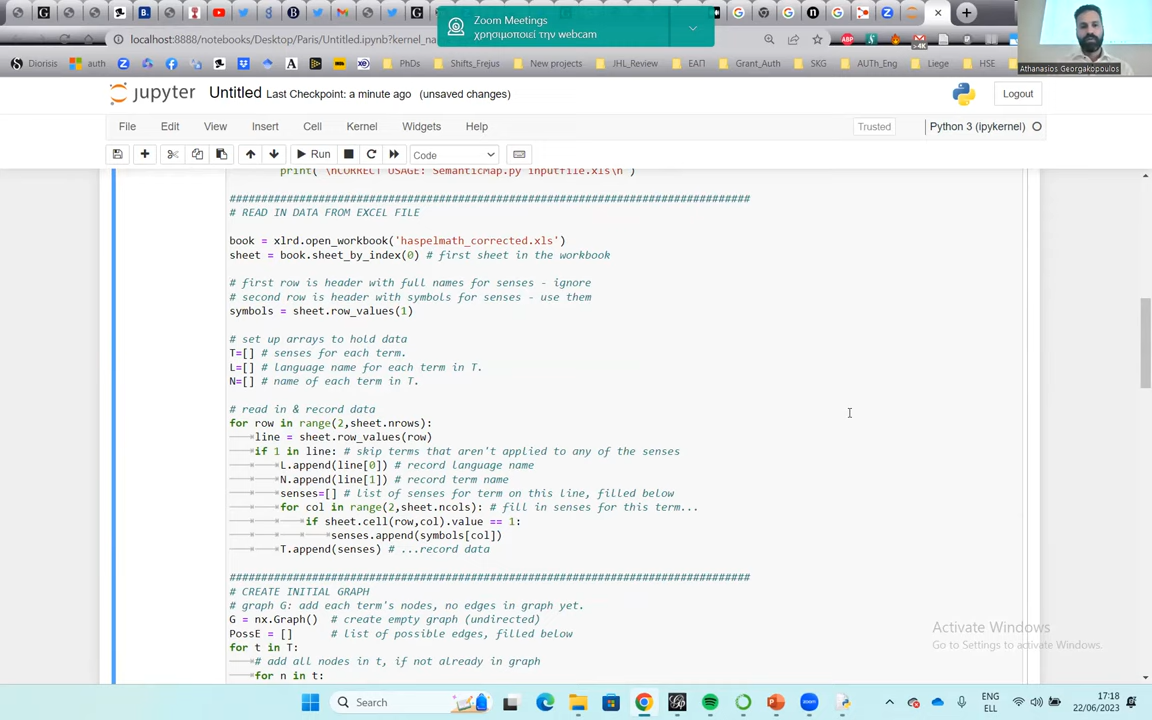 Zoom Meetings
χρησιμοποιεί την webcam
localhost:8888/notebooks/Desktop/Paris/Untitled.ipynb?kernel_na
Athanasios Georgakopoulos
Diorisis
auth
PhDs
Shifts_Frejus
New projects
JHL_Review
ΕΑΠ
Grant_Auth
SKG
AUTh_Eng
Liege
HSE
jupyter Untitled Last Checkpoint: a minute ago (unsaved changes)
Logout
File Edit View Insert Cell Kernel Widgets Help
Trusted
Python 3 (ipykernel)
Run
Code
print( \nCORRECT USAGE: SemanticMap.py inputfile.xls\n )
##################################################################################
# READ IN DATA FROM EXCEL FILE
book = xlrd.open_workbook('haspelmath_corrected.xls')
sheet = book.sheet_by_index(0) # first sheet in the workbook
# first row is header with full names for senses - ignore
# second row is header with symbols for senses - use them
symbols = sheet.row_values(1)
# set up arrays to hold data
T=[] # senses for each term.
L=[] # language name for each term in T.
N=[] # name of each term in T.
# read in & record data
for row in range(2,sheet.nrows):
line = sheet.row_values(row)
if 1 in line: # skip terms that aren't applied to any of the senses
L.append(line[0]) # record language name
N.append(line[1]) # record term name
senses=[] # list of senses for term on this line, filled below
for col in range(2,sheet.ncols): # fill in senses for this term...
if sheet.cell(row,col).value == 1:
senses.append(symbols[col])
T.append(senses) # ...record data
##################################################################################
# CREATE INITIAL GRAPH
# graph G: add each term's nodes, no edges in graph yet.
G = nx.Graph() # create empty graph (undirected)
PossE = [] # list of possible edges, filled below
for t in T:
# add all nodes in t, if not already in graph
for n in t:
Activate Windows
Go to Settings to activate Windows.
Search
ENG
ELL
17:18
22/06/2023